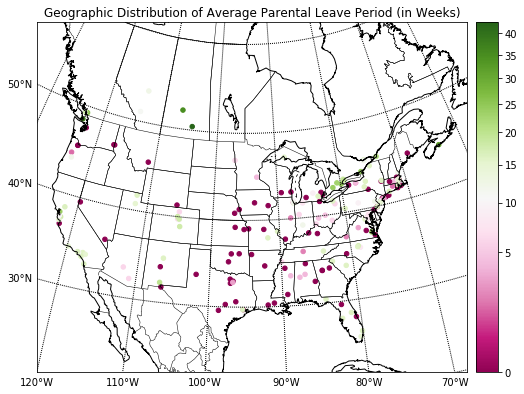 Geographic Distribution of Average Parental Leave Period (in Weeks)
50°N
40°N
30°N
120°W 110°W 100°W 90°W 80°W 70°W
40
35
30
25
20
15
10
5
0